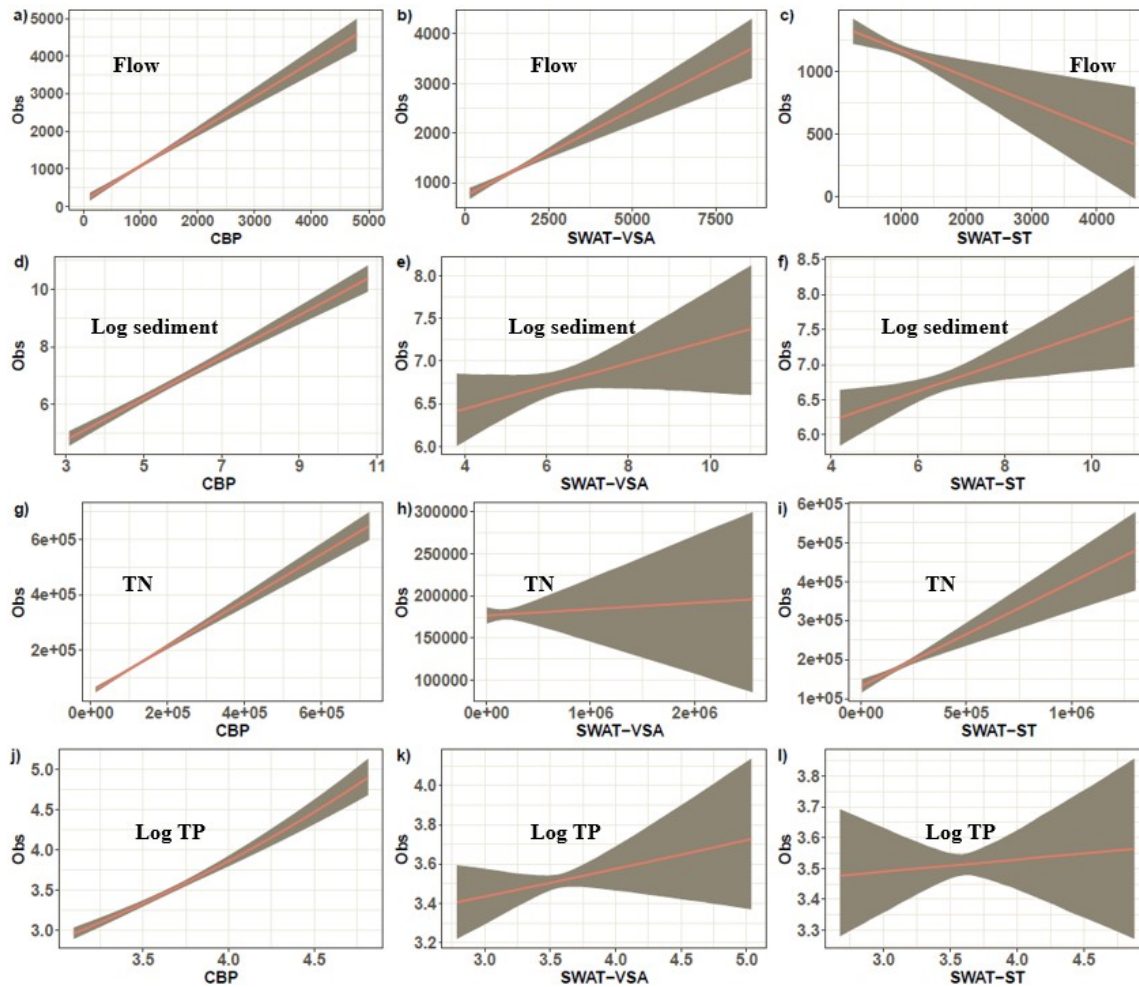 a)
5000
4000
3000
2000
1000
0
Obs
Flow
0 1000 2000 3000 4000 5000
CBP
b)
4000
3000
2000
1000
Obs
Flow
0 2500 5000 7500
SWAT−VSA
c)
1000
500
0
Obs
Flow
1000 2000 3000 4000
SWAT−ST
d)
10
8
6
Obs
Log sediment
3 5 7 9 11
CBP
e)
8.0
7.5
7.0
6.5
6.0
Obs
Log sediment
4 6 8 10
SWAT−VSA
f)
8.5
8.0
7.5
7.0
6.5
6.0
Obs
Log sediment
4 6 8 10
SWAT−ST
g)
6e+05
4e+05
2e+05
Obs
TN
0e+00 2e+05 4e+05 6e+05
CBP
h)
300000
250000
200000
150000
100000
Obs
TN
0e+00 1e+06 2e+06
SWAT−VSA
i)
6e+05
5e+05
4e+05
3e+05
2e+05
1e+05
Obs
TN
0e+00 5e+05 1e+06
SWAT−ST
j)
5.0
4.5
4.0
3.5
3.0
Obs
Log TP
3.5 4.0 4.5
CBP
k)
4.0
3.8
3.6
3.4
3.2
Obs
Log TP
3.0 3.5 4.0 4.5 5.0
SWAT−VSA
l)
3.8
3.7
3.6
3.5
3.4
3.3
Obs
Log TP
3.0 3.5 4.0 4.5
SWAT−ST